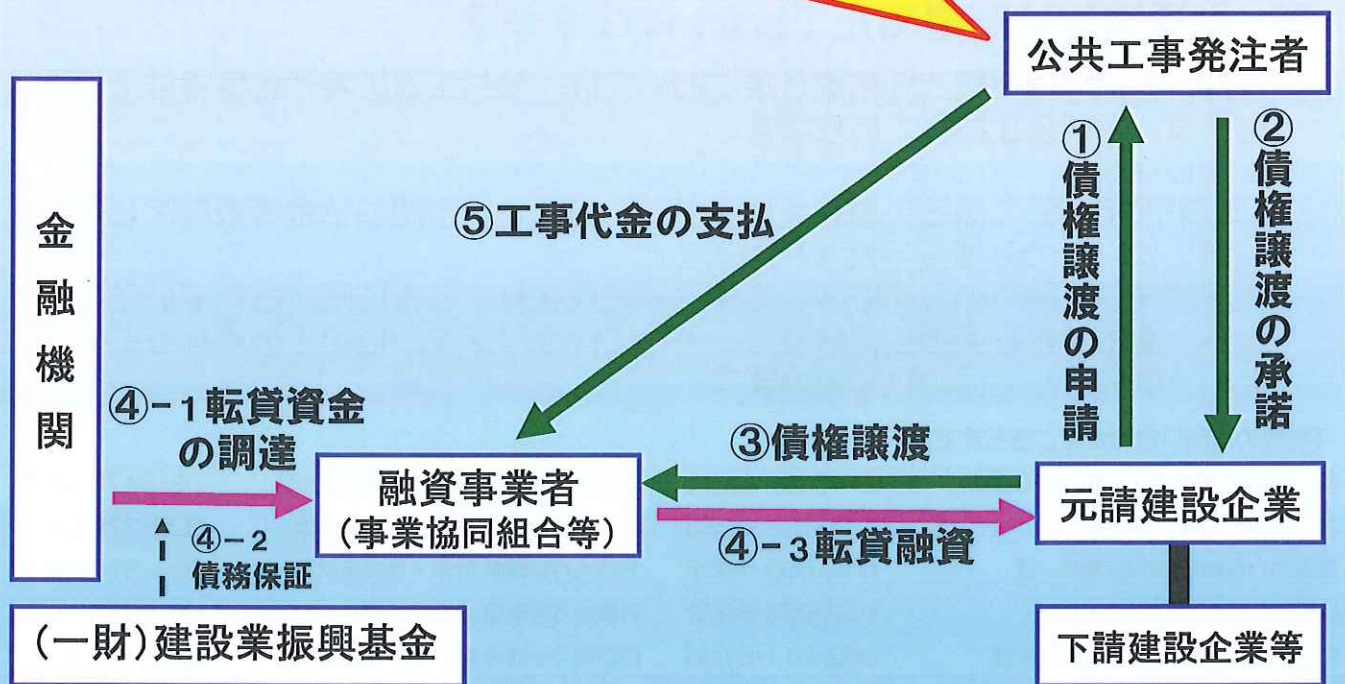 公共工事発注者
①債権譲渡の申請
②債権譲渡の承諾
金融機関
⑤工事代金の支払
④-1転貸資金
の調達
③債権譲渡
融資事業者
(事業協同組合等)
元請建設企業
④-3転貸融資
④-2
債務保証
(一財)建設業振興基金
下請建設企業等